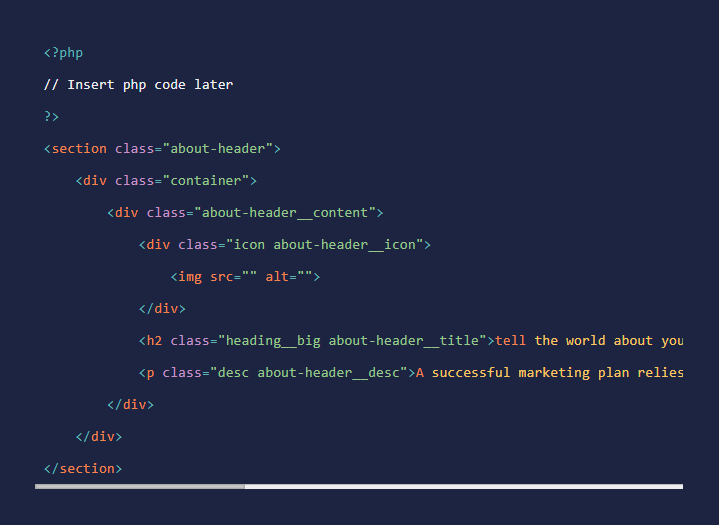 <?php
// Insert php code later
?>
<section class="about-header">
<div class="container">
<div class="about-header__content">
<div class="icon about-header__icon">
<img src="" alt="">
</div>
<h2 class="heading__big about-header__title">tell the world about you
<p class="desc about-header__desc">A successful marketing plan relies
</div>
</div>
</section>